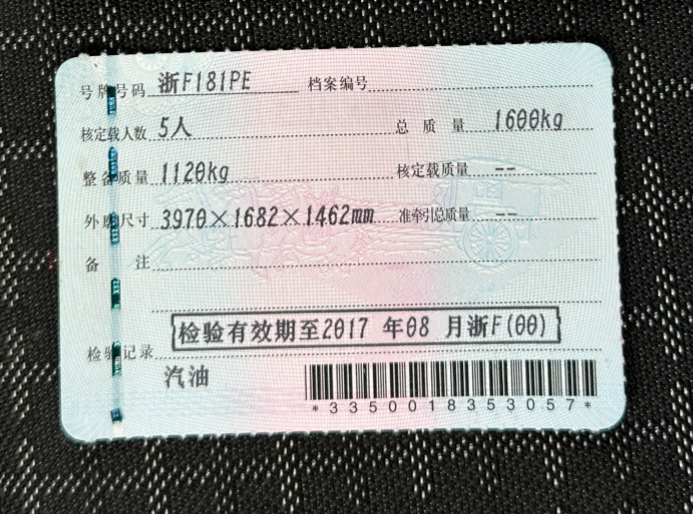 号牌号码 浙F181PE 档案编号
核定载人数 5人 总质量 1600kg
整备质量 1120kg 核定载质量 --
外廓尺寸 3970×1682×1462mm 准牵引总质量 --
备注
检验有效期至2017 年08 月浙F(00)
检验记录
汽油
*3350018353057*